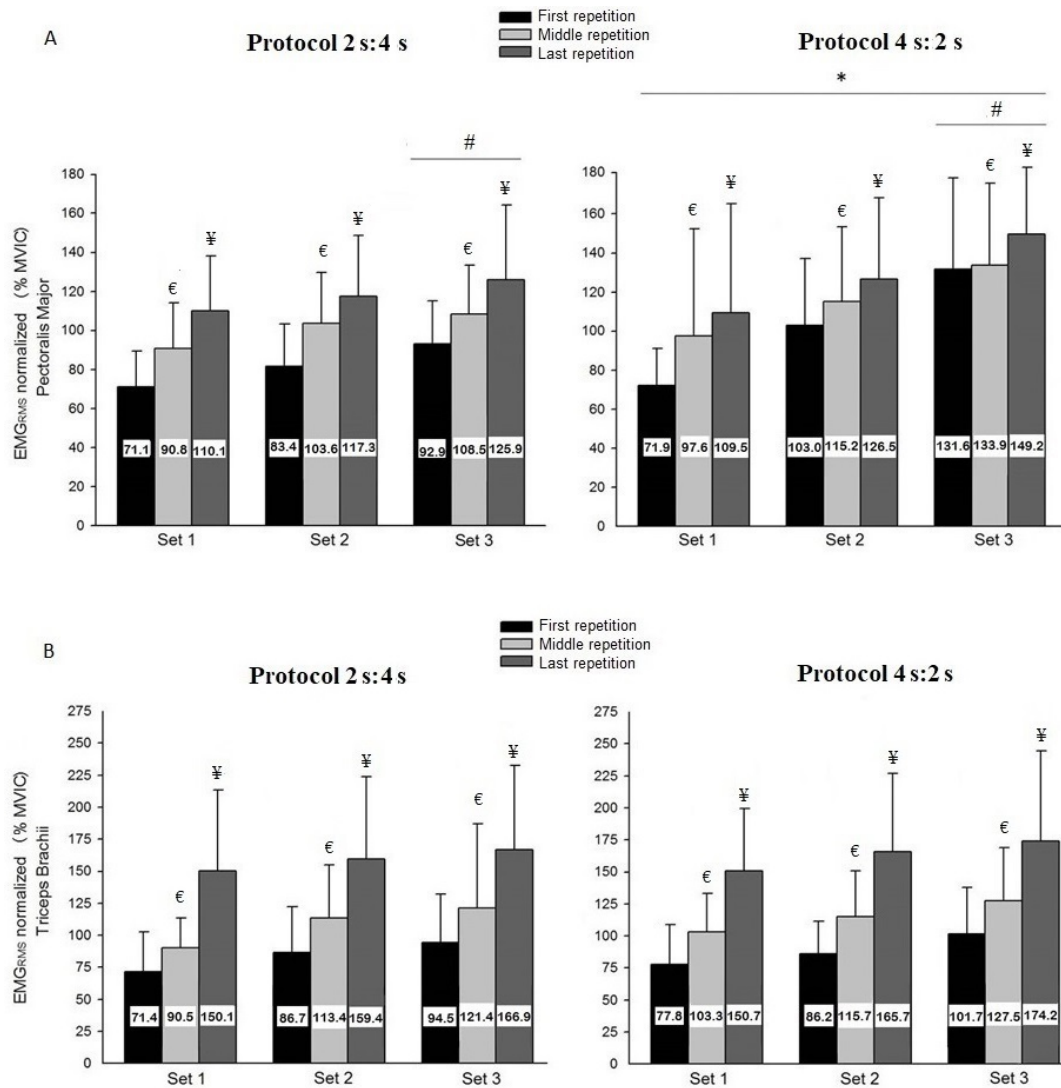 A
First repetition
Middle repetition
Last repetition
Protocol 2 s:4 s
Protocol 4 s: 2 s
*
#
#
EMGRMS normalized (% MVIC)
Pectoralis Major
180
160
140
120
100
80
60
40
20
0
€ ¥ € ¥ € ¥
71.1 90.8 110.1 83.4 103.6 117.3 92.9 108.5 125.9
Set 1 Set 2 Set 3
180
160
140
120
100
80
60
40
20
0
€ ¥ € ¥ € ¥
71.9 97.6 109.5 103.0 115.2 126.5 131.6 133.9 149.2
Set 1 Set 2 Set 3
B
First repetition
Middle repetition
Last repetition
Protocol 2 s:4 s
Protocol 4 s:2 s
EMGRMS normalized (% MVIC)
Triceps Brachii
275
250
225
200
175
150
125
100
75
50
25
0
€ ¥ € ¥ € ¥
71.4 90.5 150.1 86.7 113.4 159.4 94.5 121.4 166.9
Set 1 Set 2 Set 3
275
250
225
200
175
150
125
100
75
50
25
0
€ ¥ € ¥ € ¥
77.8 103.3 150.7 86.2 115.7 165.7 101.7 127.5 174.2
Set 1 Set 2 Set 3